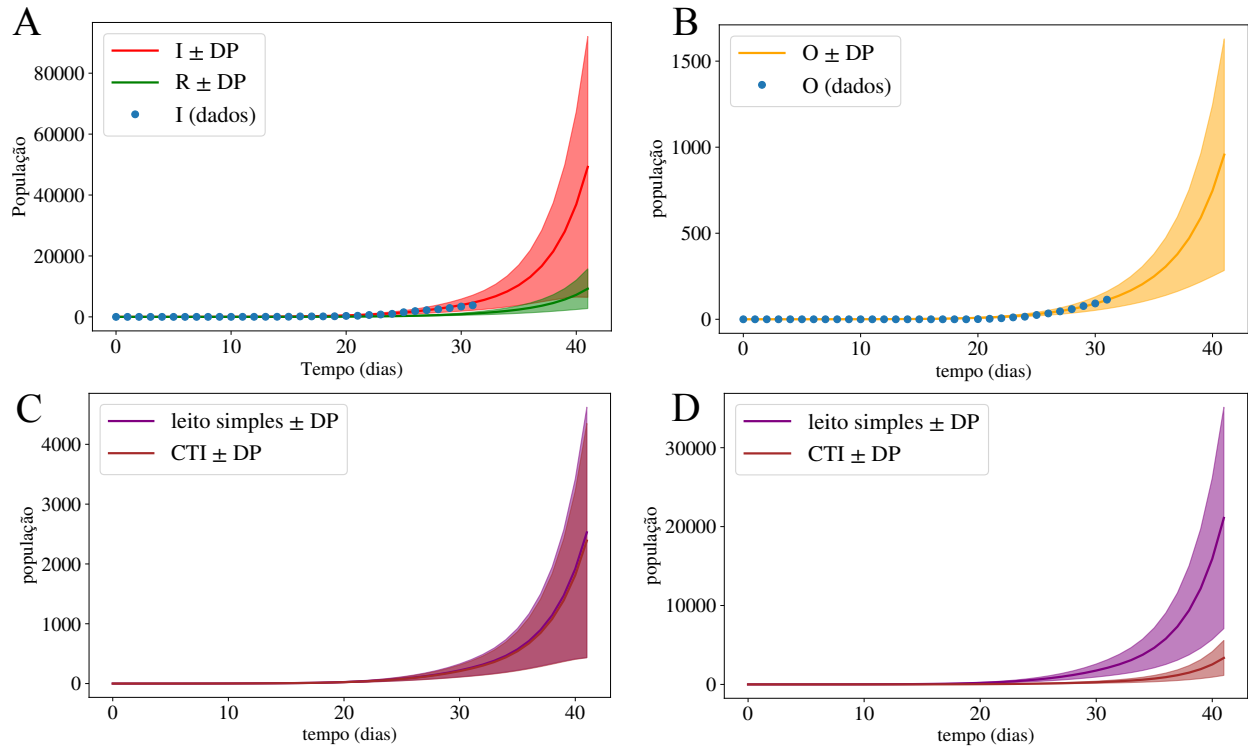 A
I ± DP
R ± DP
I (dados)
80000
60000
40000
20000
0
População
0 10 20 30 40
Tempo (dias)
B
O ± DP
O (dados)
1500
1000
500
0
população
0 10 20 30 40
tempo (dias)
C
leito simples ± DP
CTI ± DP
4000
3000
2000
1000
0
população
0 10 20 30 40
tempo (dias)
D
leito simples ± DP
CTI ± DP
30000
20000
10000
0
população
0 10 20 30 40
tempo (dias)